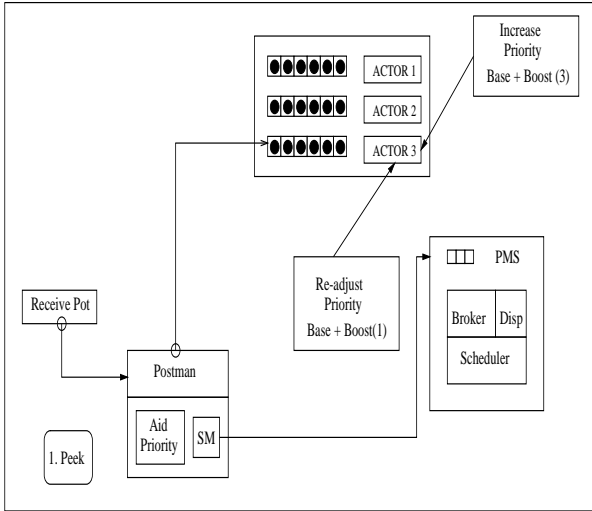 Increase
Priority
Base + Boost (3)
ACTOR 1
ACTOR 2
ACTOR 3
PMS
Re-adjust
Priority
Base + Boost(1)
Broker
Disp
Scheduler
Receive Pot
Postman
Aid
Priority
SM
1. Peek